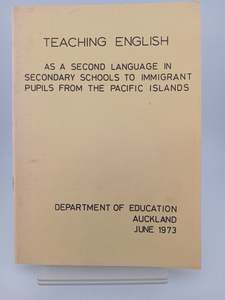 TEACHING ENGLISH
AS A SECOND LANGUAGE IN
SECONDARY SCHOOLS TO IMMIGRANT
PUPILS FROM THE PACIFIC ISLANDS
DEPARTMENT OF EDUCATION
AUCKLAND
JUNE 1973